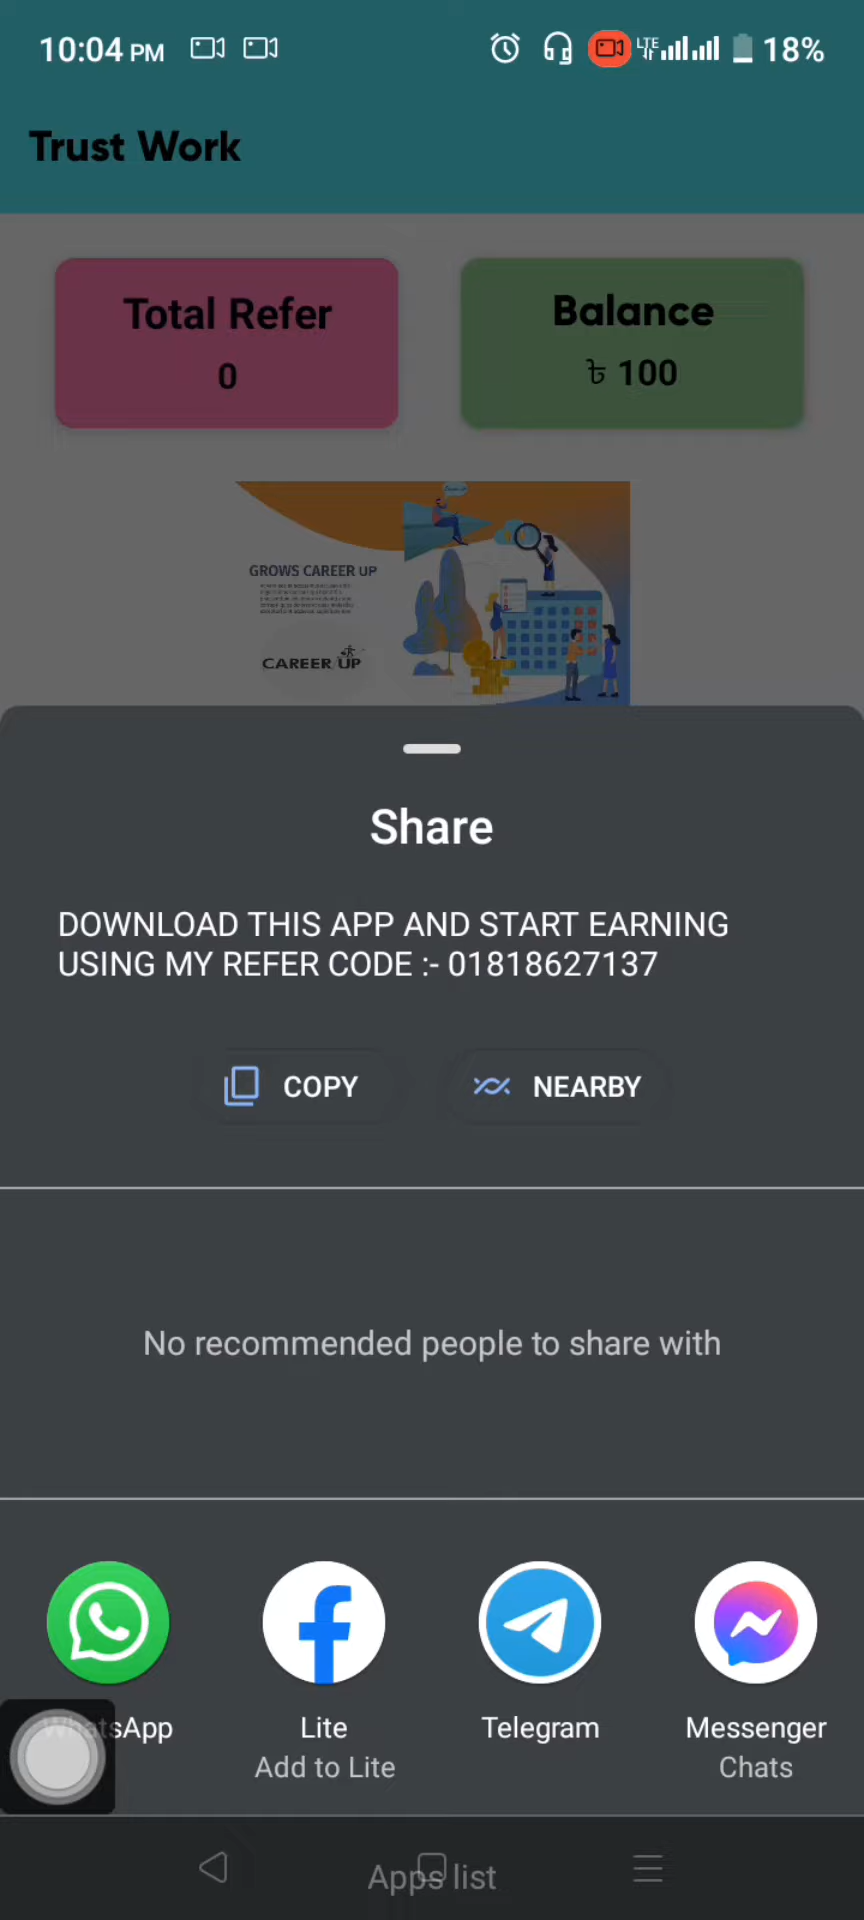 10:04 PM
LTE
18%
Trust Work
Total Refer
0
Balance
৳ 100
GROWS CAREER UP
CAREER UP
Share
DOWNLOAD THIS APP AND START EARNING
USING MY REFER CODE :- 01818627137
COPY
NEARBY
No recommended people to share with
WhatsApp
Lite
Add to Lite
Telegram
Messenger
Chats
Apps list